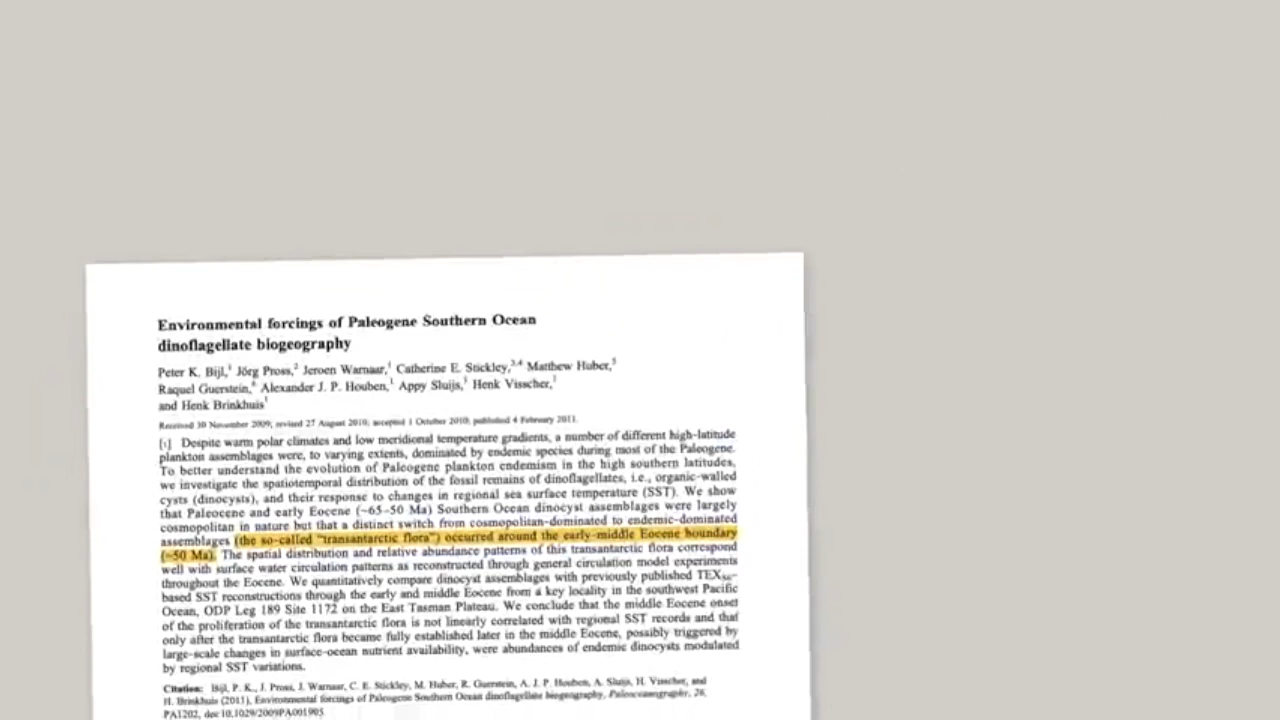 Environmental forcings of Paleogene Southern Ocean
dinoflagellate biogeography
Peter K. Bijl,¹ Jörg Pross,² Jeroen Warnaar,¹ Catherine E. Stickley,³,⁴ Matthew Huber,⁵
Raquel Guerstein,⁶ Alexander J. P. Houben,¹ Appy Sluijs,¹ Henk Visscher,¹
and Henk Brinkhuis¹
Received 30 November 2009; revised 27 August 2010; accepted 1 October 2010; published 4 February 2011.
[1] Despite warm polar climates and low meridional temperature gradients, a number of different high-latitude
plankton assemblages were, to varying extents, dominated by endemic species during most of the Paleogene.
To better understand the evolution of Paleogene plankton endemism in the high southern latitudes,
we investigate the spatiotemporal distribution of the fossil remains of dinoflagellates, i.e., organic-walled
cysts (dinocysts), and their response to changes in regional sea surface temperature (SST). We show
that Paleocene and early Eocene (~65–50 Ma) Southern Ocean dinocyst assemblages were largely
cosmopolitan in nature but that a distinct switch from cosmopolitan-dominated to endemic-dominated
assemblages (the so-called "transantarctic flora") occurred around the early-middle Eocene boundary
(~50 Ma). The spatial distribution and relative abundance patterns of this transantarctic flora correspond
well with surface water circulation patterns as reconstructed through general circulation model experiments
throughout the Eocene. We quantitatively compare dinocyst assemblages with previously published TEX₈₆–
based SST reconstructions through the early and middle Eocene from a key locality in the southwest Pacific
Ocean, ODP Leg 189 Site 1172 on the East Tasman Plateau. We conclude that the middle Eocene onset
of the proliferation of the transantarctic flora is not linearly correlated with regional SST records and that
only after the transantarctic flora became fully established later in the middle Eocene, possibly triggered by
large-scale changes in surface-ocean nutrient availability, were abundances of endemic dinocysts modulated
by regional SST variations.
Citation: Bijl, P. K., J. Pross, J. Warnaar, C. E. Stickley, M. Huber, R. Guerstein, A. J. P. Houben, A. Sluijs, H. Visscher, and
H. Brinkhuis (2011), Environmental forcings of Paleogene Southern Ocean dinoflagellate biogeography, Paleoceanography, 26,
PA1202, doi:10.1029/2009PA001905.